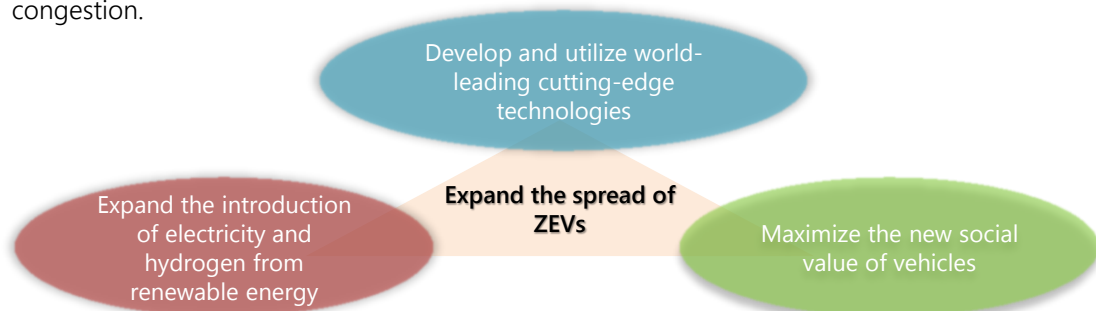 congestion.
Develop and utilize world-
leading cutting-edge
technologies
Expand the spread of
ZEVs
Expand the introduction
of electricity and
hydrogen from
renewable energy
Maximize the new social
value of vehicles